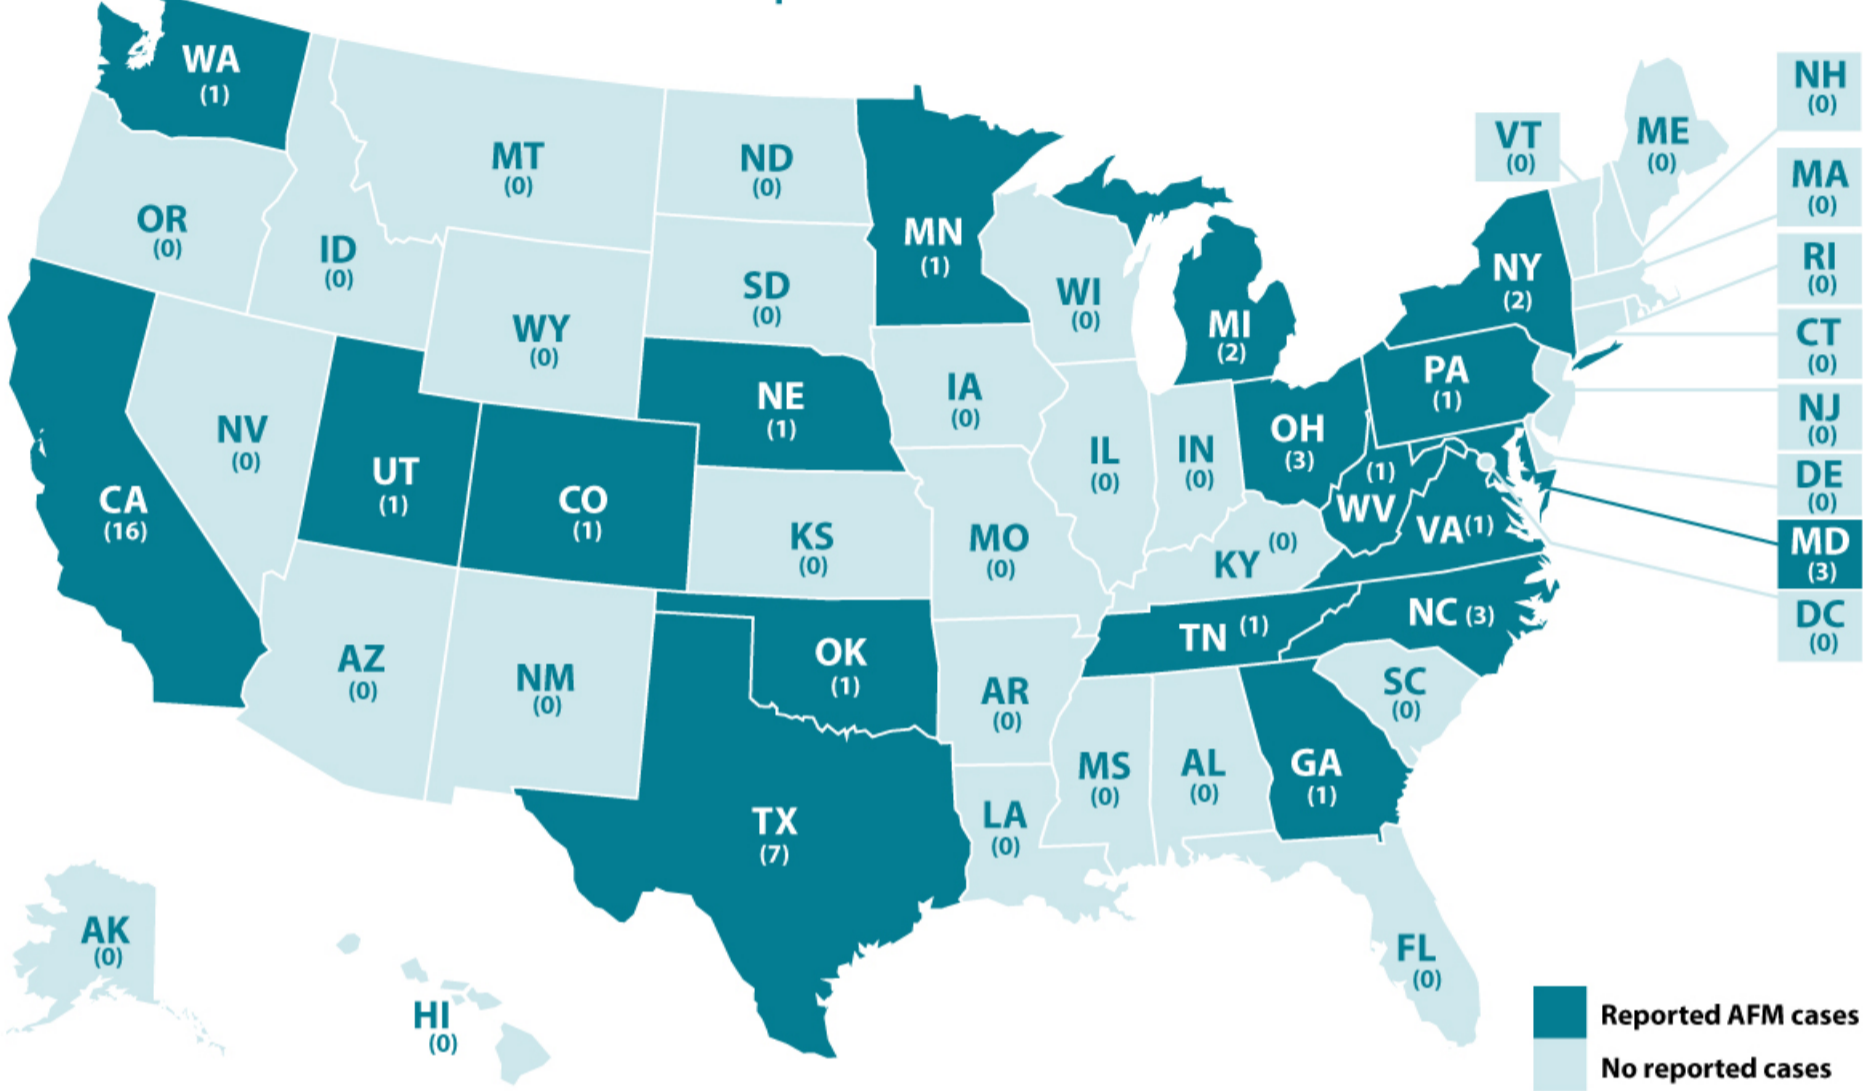 WA
(1)
MT
(0)
ND
(0)
MN
(1)
OR
(0)
ID
(0)
SD
(0)
WI
(0)
WY
(0)
MI
(2)
VT
(0)
ME
(0)
NH
(0)
MA
(0)
RI
(0)
CT
(0)
NJ
(0)
DE
(0)
MD
(3)
DC
(0)
NY
(2)
PA
(1)
CA
(16)
NV
(0)
UT
(1)
CO
(1)
NE
(1)
IA
(0)
IL
(0)
IN
(0)
OH
(3)
(1)
WV
VA(1)
KS
(0)
MO
(0)
KY (0)
TN (1)
NC (3)
AZ
(0)
NM
(0)
OK
(1)
AR
(0)
SC
(0)
TX
(7)
LA
(0)
MS
(0)
AL
(0)
GA
(1)
FL
(0)
AK
(0)
HI
(0)
Reported AFM cases
No reported cases